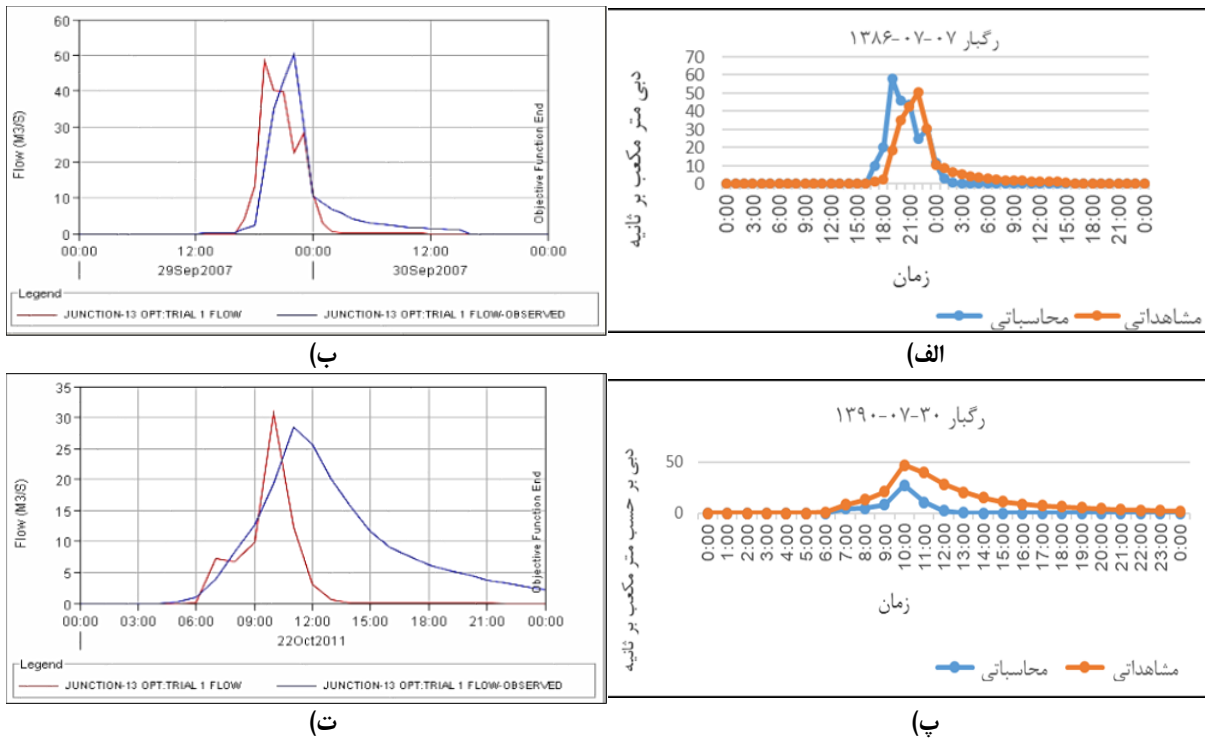 رگبار ۰۷-۰۷-۱۳۸۶
دبی متر مکعب بر ثانیه
70
60
50
40
30
20
10
0
0:00 3:00 6:00 9:00 12:00 15:00 18:00 21:00 0:00 3:00 6:00 9:00 12:00 15:00 18:00 21:00 0:00
زمان
مشاهداتی محاسباتی
الف)
60
50
40
30
20
10
0
Flow (M3/S)
Objective Function End
00:00 12:00 00:00 12:00 00:00
29Sep2007 30Sep2007
Legend
JUNCTION-13 OPT:TRIAL 1 FLOW JUNCTION-13 OPT:TRIAL 1 FLOW-OBSERVED
ب)
رگبار ۳۰-۰۷-۱۳۹۰
دبی بر حسب متر مکعب بر ثانیه
50
0
0:00 1:00 2:00 3:00 4:00 5:00 6:00 7:00 8:00 9:00 10:00 11:00 12:00 13:00 14:00 15:00 16:00 17:00 18:00 19:00 20:00 21:00 22:00 23:00 0:00
زمان
مشاهداتی محاسباتی
پ)
35
30
25
20
15
10
5
0
Flow (M3/S)
Objective Function End
00:00 03:00 06:00 09:00 12:00 15:00 18:00 21:00 00:00
22Oct2011
Legend
JUNCTION-13 OPT:TRIAL 1 FLOW JUNCTION-13 OPT:TRIAL 1 FLOW-OBSERVED
ت)